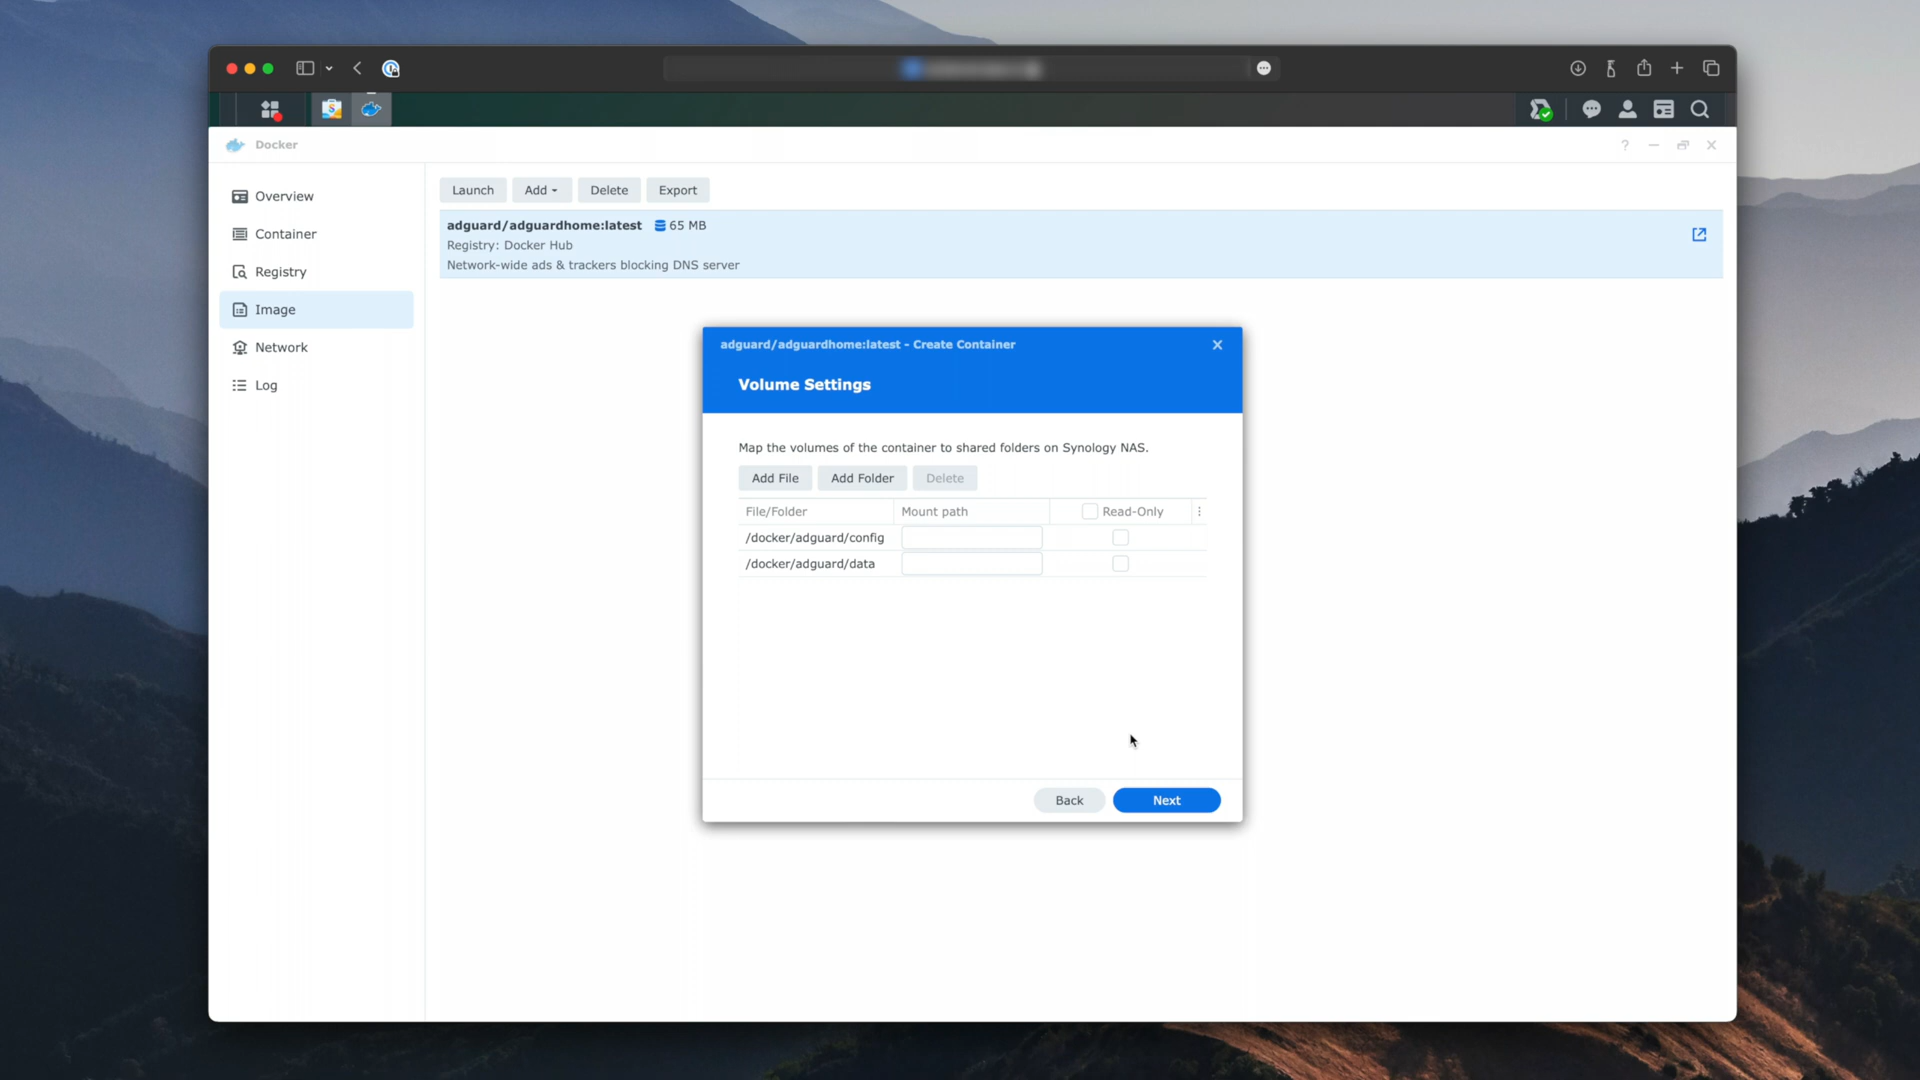 Docker
Overview
Container
Registry
Image
Network
Log
Launch Add Delete Export
adguard/adguardhome:latest 65 MB
Registry: Docker Hub
Network-wide ads & trackers blocking DNS server
adguard/adguardhome:latest - Create Container
Volume Settings
Map the volumes of the container to shared folders on Synology NAS.
Add File Add Folder Delete
File/Folder Mount path Read-Only
/docker/adguard/config
/docker/adguard/data
Back Next